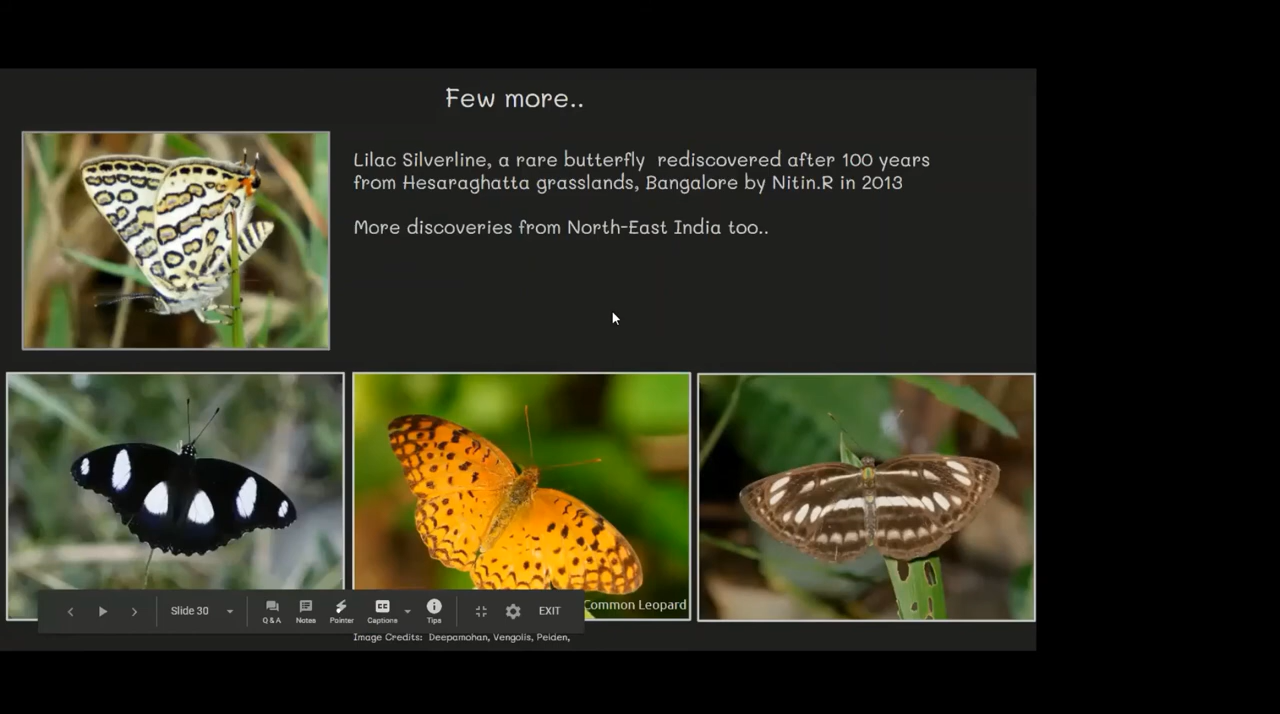 Few more..
Lilac Silverline, a rare butterfly rediscovered after 100 years
from Hesaraghatta grasslands, Bangalore by Nitin.R in 2013
More discoveries from North-East India too..
Common Leopard
Slide 30
Q & A
Notes
Pointer
CC
Captions
Tips
EXIT
Image Credits: Deepamohan, Vengolis, Peiden,